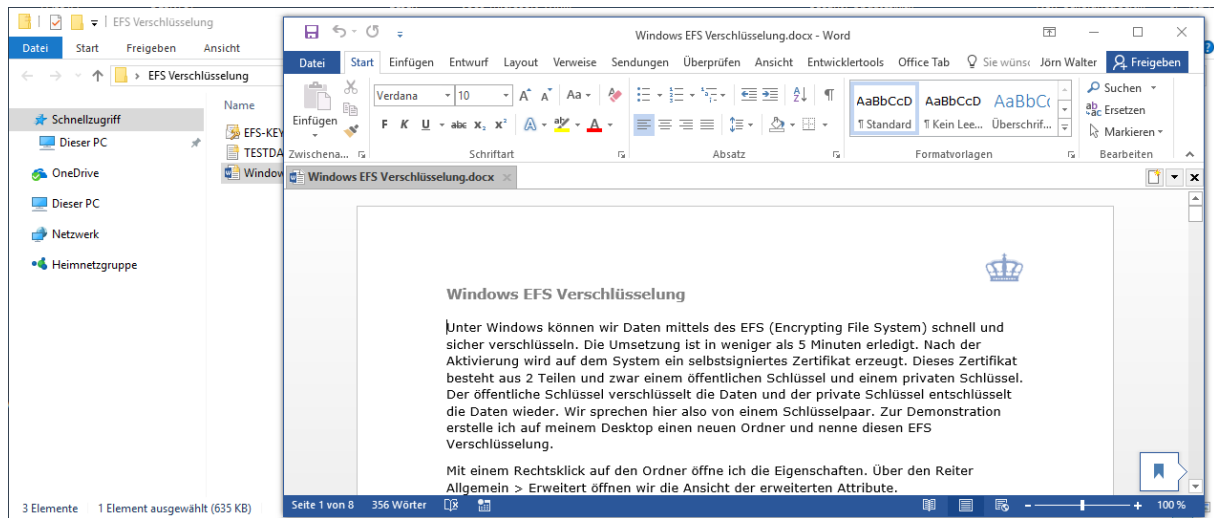 EFS Verschlüsselung
Datei Start Freigeben Ansicht
EFS Verschlüsselung
Name
Schnellzugriff
Dieser PC
OneDrive
Dieser PC
Netzwerk
Heimnetzgruppe
EFS-KEY
TESTDA
Window
3 Elemente 1 Element ausgewählt (635 KB)
Windows EFS Verschlüsselung.docx - Word
Datei Start Einfügen Entwurf Layout Verweise Sendungen Überprüfen Ansicht Entwicklertools Office Tab Sie wünsc Jörn Walter Freigeben
Einfügen
Verdana 10 Aa
F K U abc X₂ X² A aby A
AaBbCcD AaBbCcD AaBbCc
¶ Standard ¶ Kein Lee... Überschrif...
Suchen
Ersetzen
Markieren
Zwischena... Schriftart Absatz Formatvorlagen Bearbeiten
Windows EFS Verschlüsselung.docx
Windows EFS Verschlüsselung
Unter Windows können wir Daten mittels des EFS (Encrypting File System) schnell und
sicher verschlüsseln. Die Umsetzung ist in weniger als 5 Minuten erledigt. Nach der
Aktivierung wird auf dem System ein selbstsigniertes Zertifikat erzeugt. Dieses Zertifikat
besteht aus 2 Teilen und zwar einem öffentlichen Schlüssel und einem privaten Schlüssel.
Der öffentliche Schlüssel verschlüsselt die Daten und der private Schlüssel entschlüsselt
die Daten wieder. Wir sprechen hier also von einem Schlüsselpaar. Zur Demonstration
erstelle ich auf meinem Desktop einen neuen Ordner und nenne diesen EFS
Verschlüsselung.
Mit einem Rechtsklick auf den Ordner öffne ich die Eigenschaften. Über den Reiter
Allgemein > Erweitert öffnen wir die Ansicht der erweiterten Attribute.
Seite 1 von 8 356 Wörter 100 %